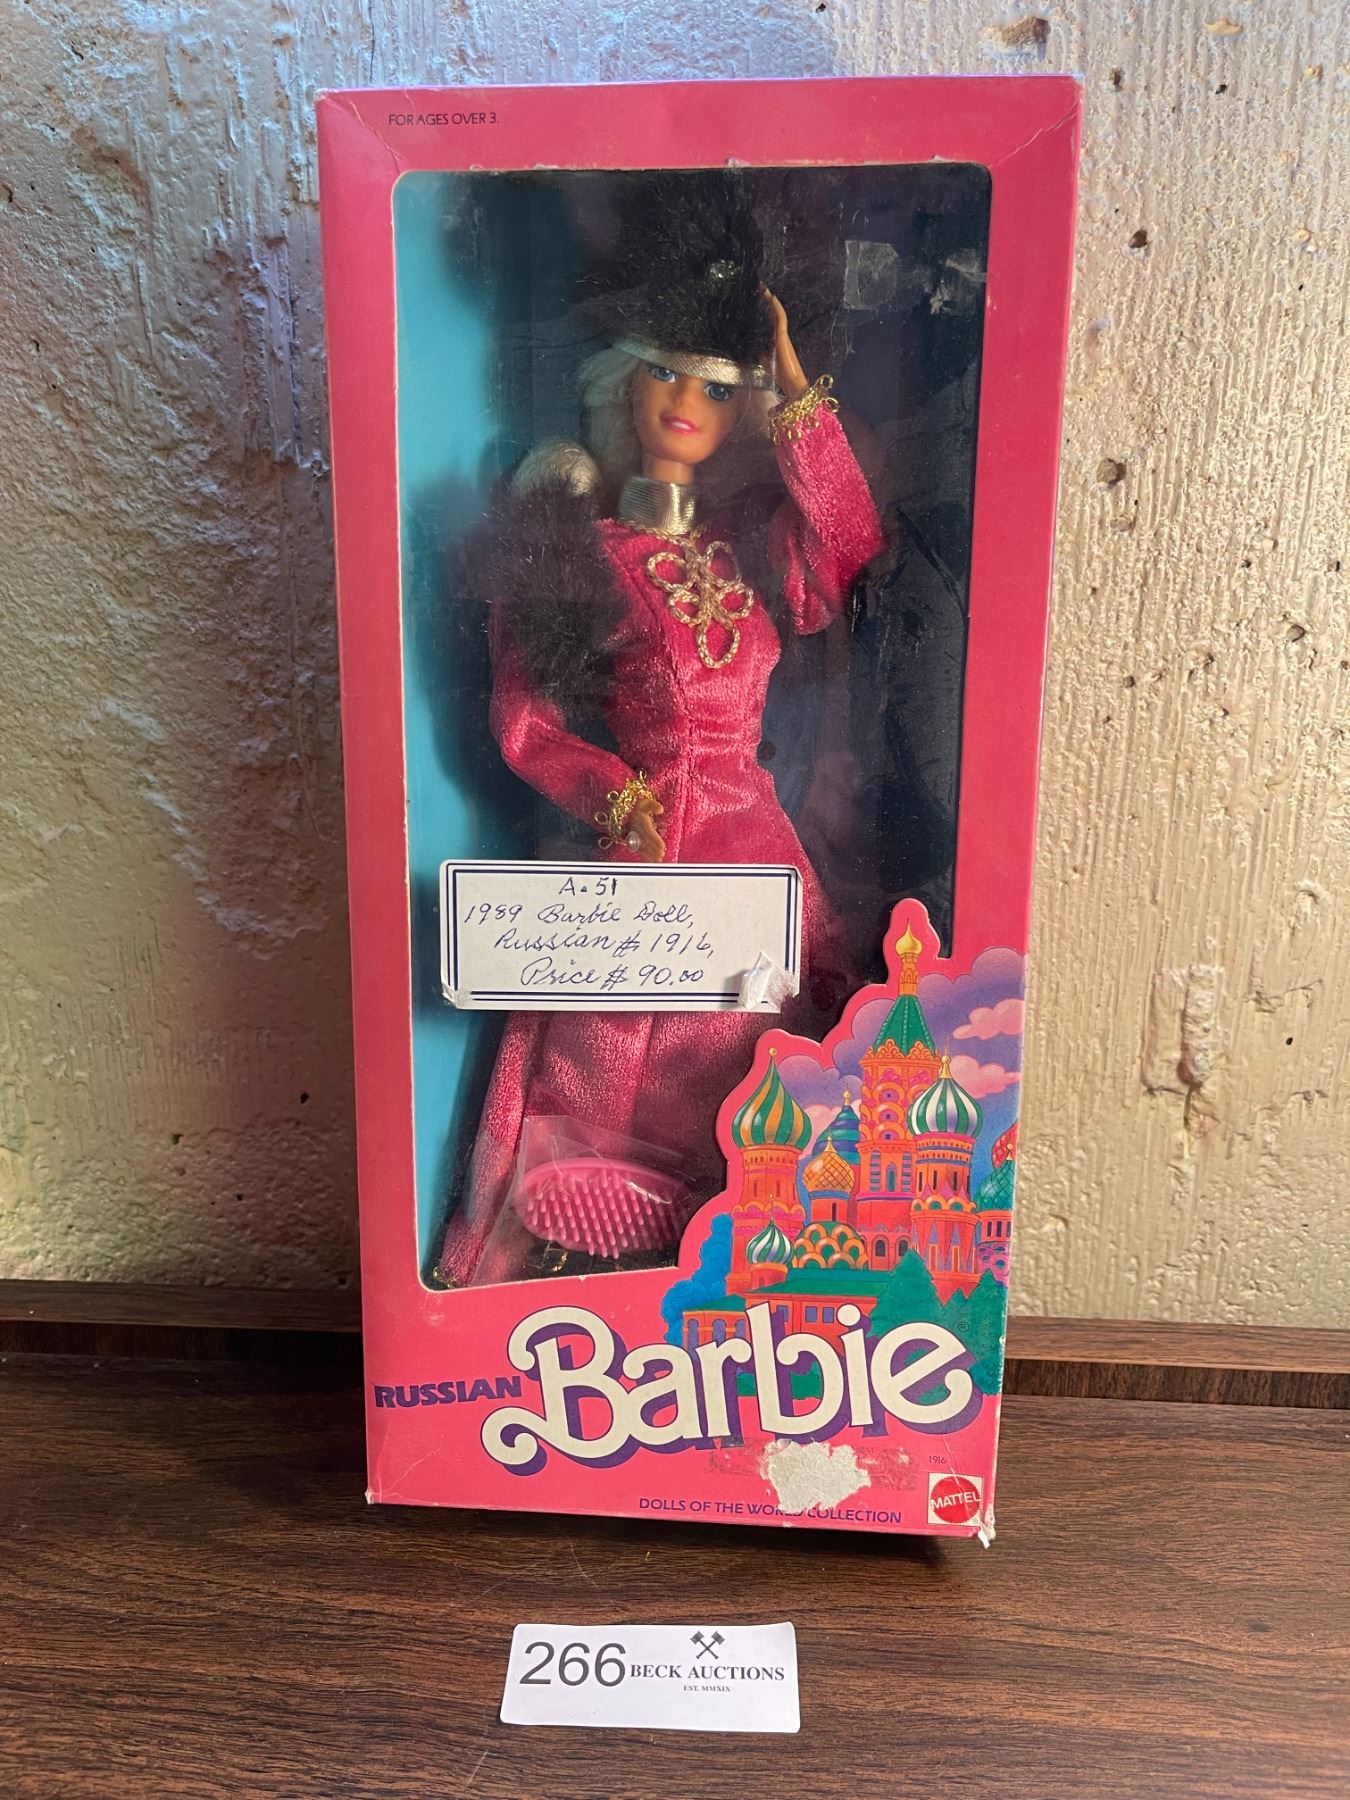 FOR AGES OVER 3.
A. 51
1989 Barbie Doll,
Russian # 1916,
Price $ 90.00
RUSSIAN Barbie ®
1916
MATTEL
DOLLS OF THE WORLD COLLECTION
266 BECK AUCTIONS
EST. MMXIX